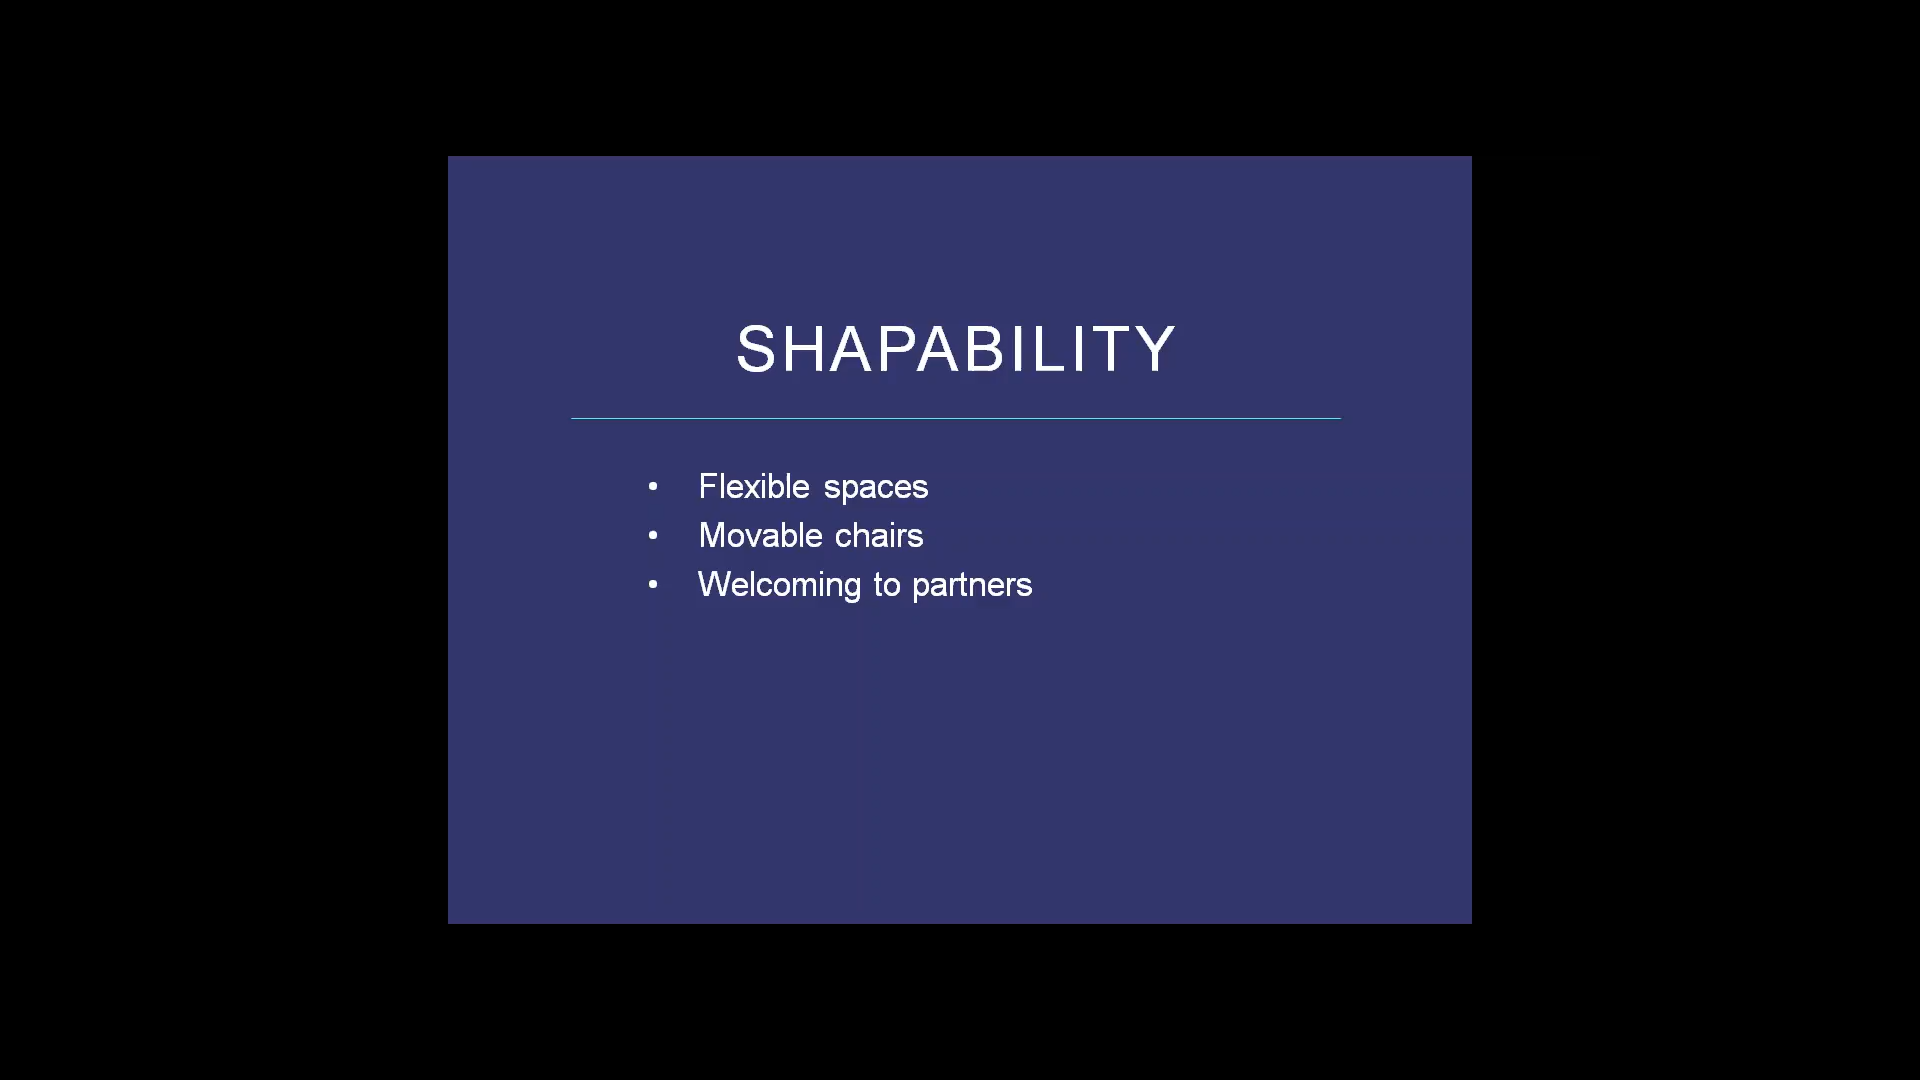 SHAPABILITY
• Flexible spaces
• Movable chairs
• Welcoming to partners